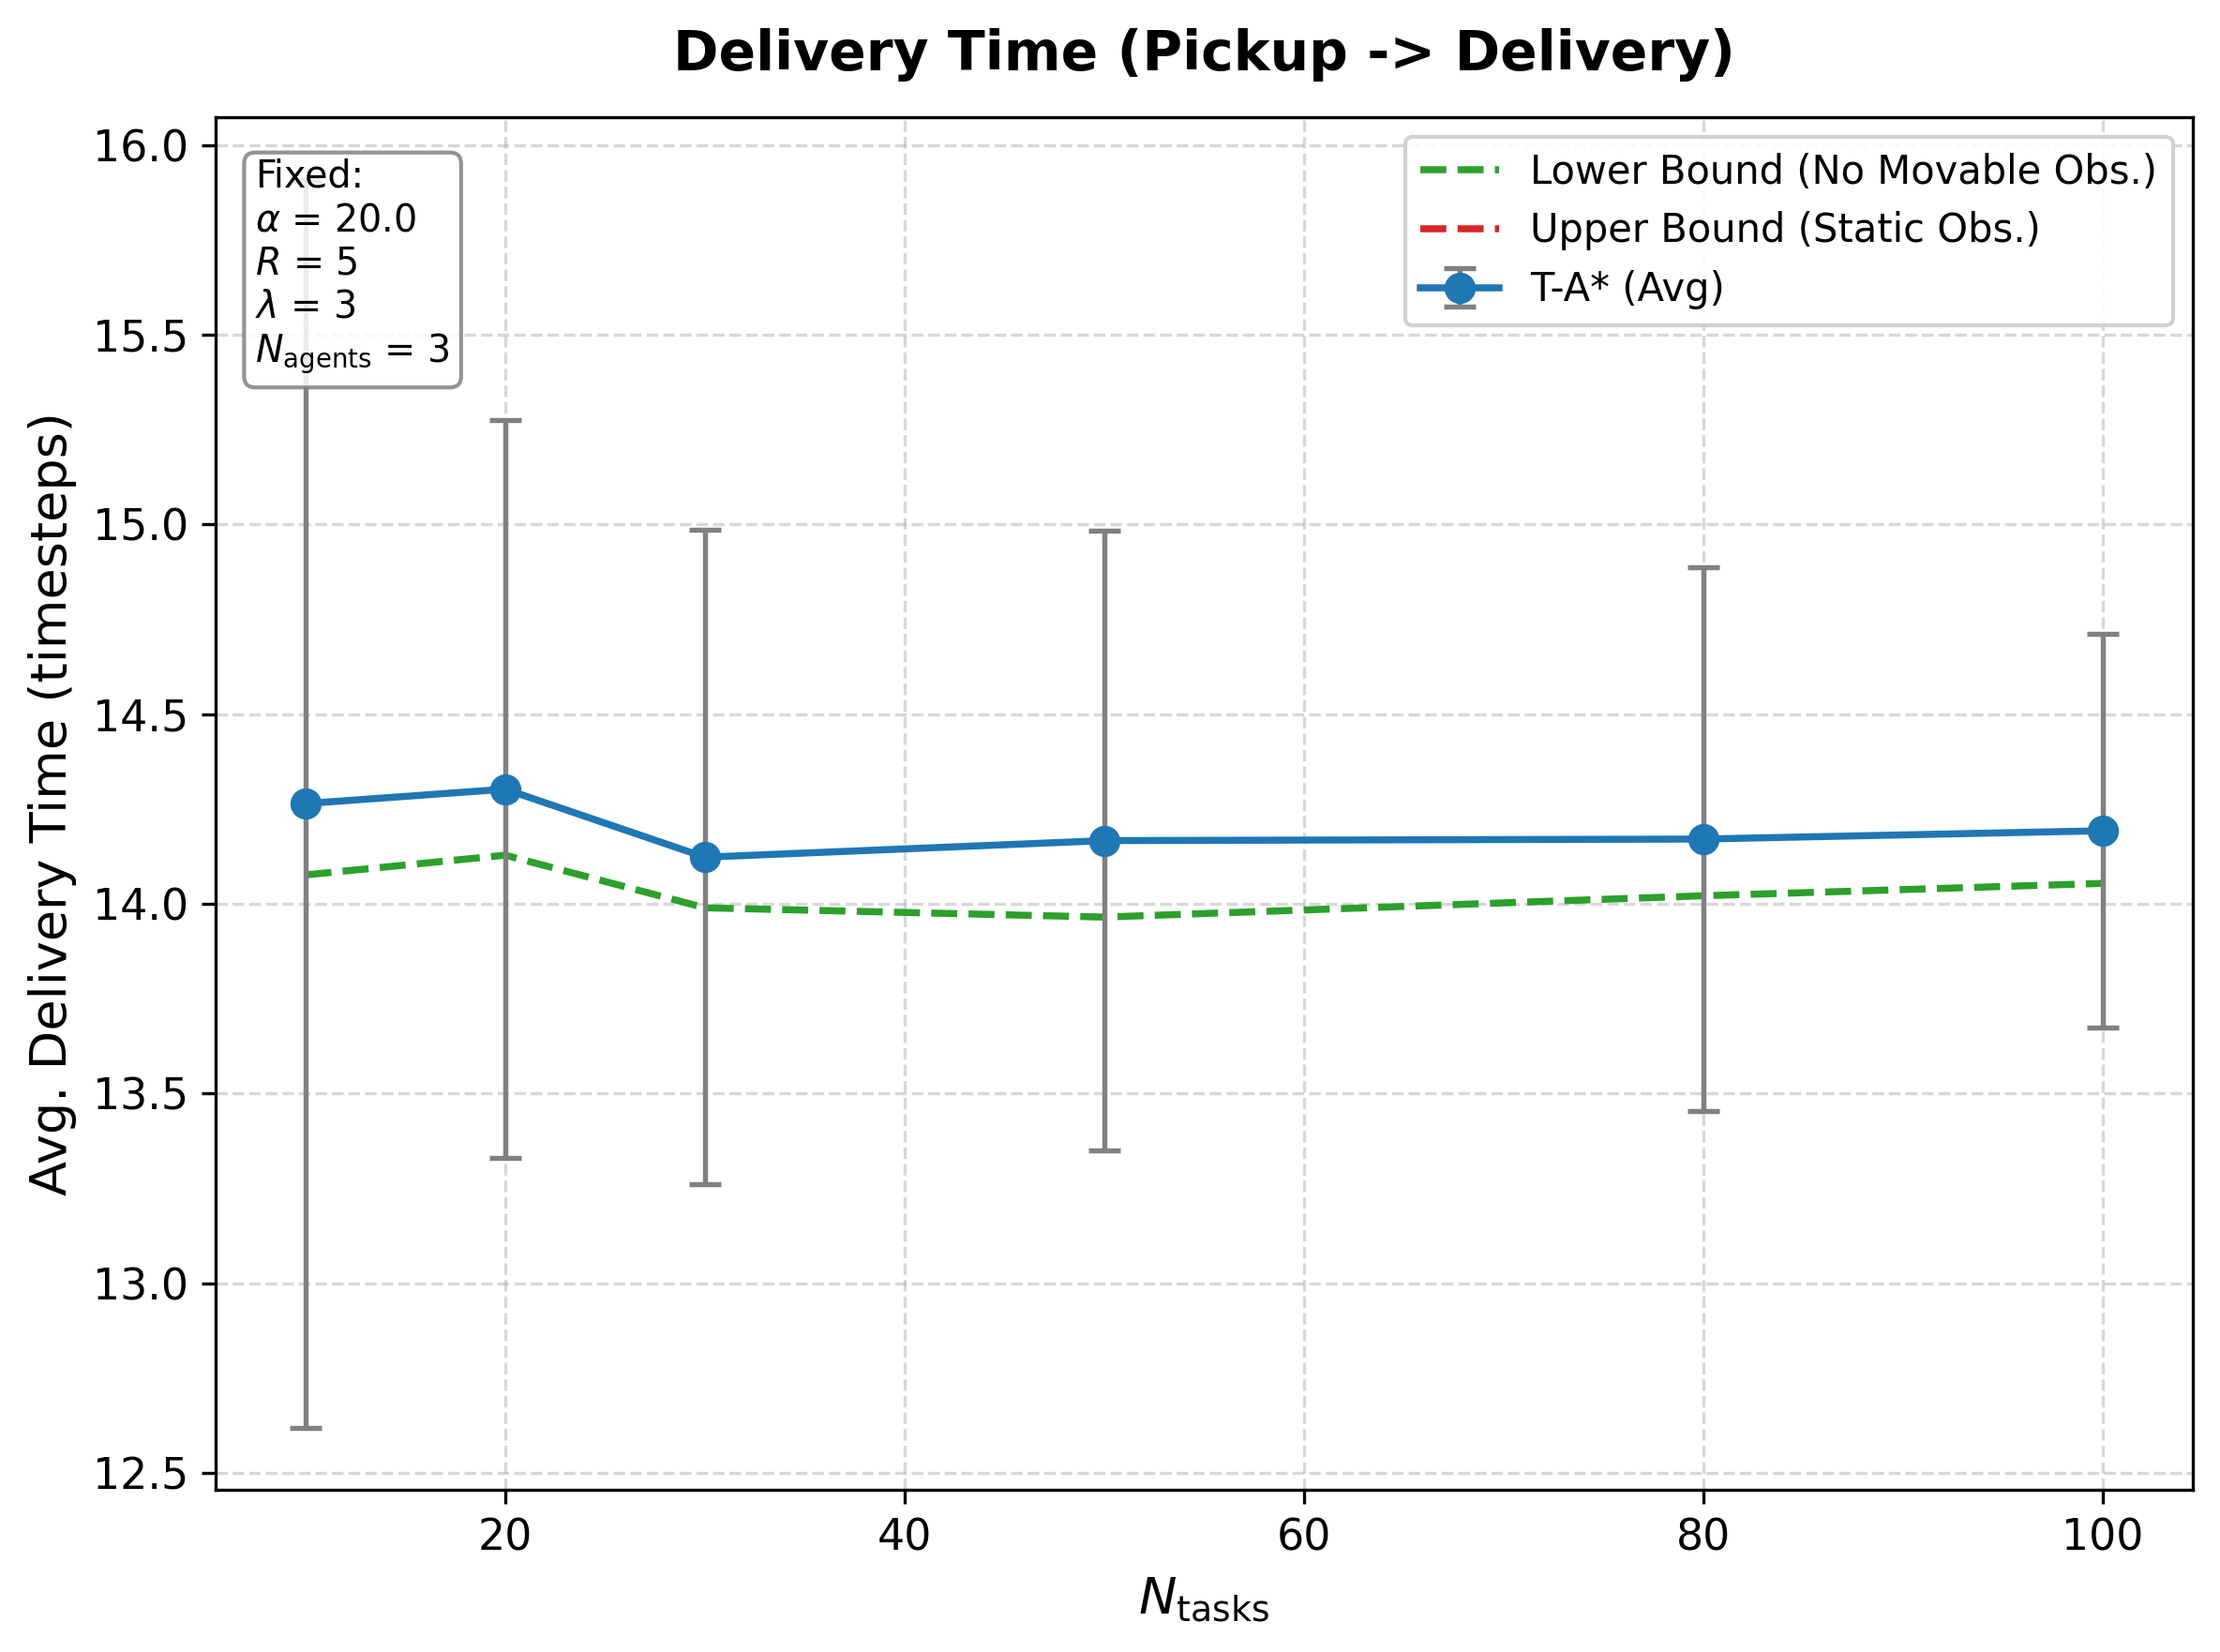 Delivery Time (Pickup -> Delivery)
Fixed:
α = 20.0
R = 5
λ = 3
N_agents = 3
Lower Bound (No Movable Obs.)
Upper Bound (Static Obs.)
T-A* (Avg)
Avg. Delivery Time (timesteps)
16.0
15.5
15.0
14.5
14.0
13.5
13.0
12.5
20 40 60 80 100
N_tasks